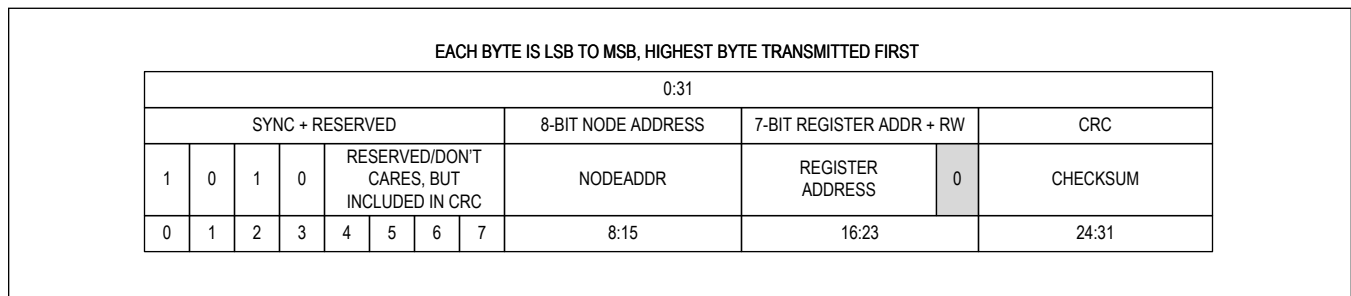 EACH BYTE IS LSB TO MSB, HIGHEST BYTE TRANSMITTED FIRST
0:31
SYNC + RESERVED 8-BIT NODE ADDRESS 7-BIT REGISTER ADDR + RW CRC
1 0 1 0 RESERVED/DON'T CARES, BUT INCLUDED IN CRC NODEADDR REGISTER ADDRESS 0 CHECKSUM
0 1 2 3 4 5 6 7 8:15 16:23 24:31